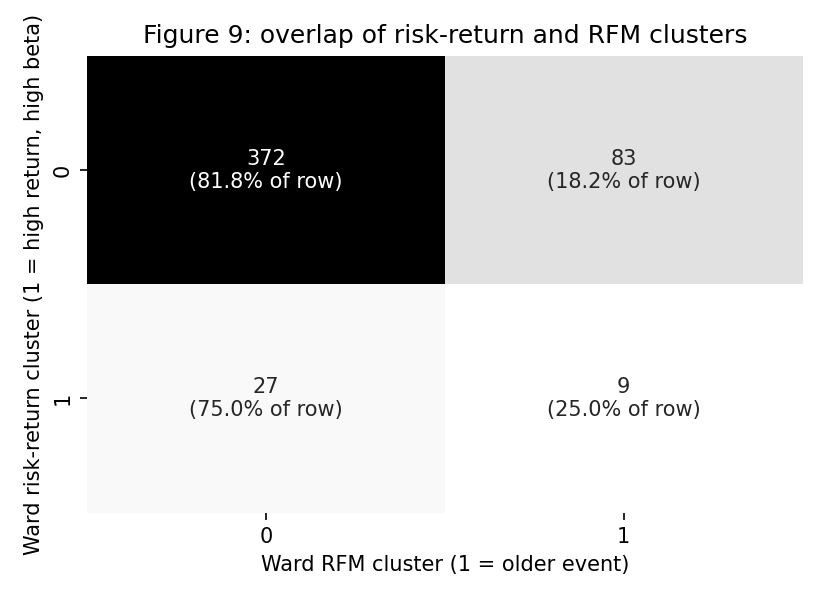 Figure 9: overlap of risk-return and RFM clusters
Ward risk-return cluster (1 = high return, high beta)
0
372
(81.8% of row)
83
(18.2% of row)
1
27
(75.0% of row)
9
(25.0% of row)
0
1
Ward RFM cluster (1 = older event)